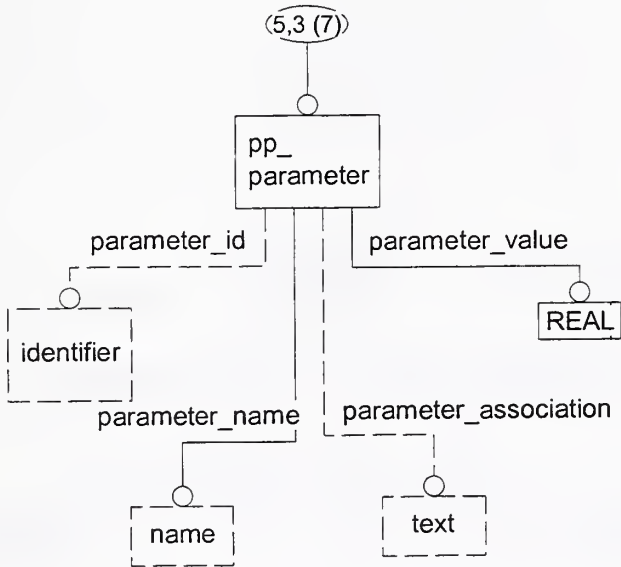 (5,3 (7)
pp_
parameter
parameter_id
parameter_value
identifier
REAL
parameter_name
parameter_association
name
text